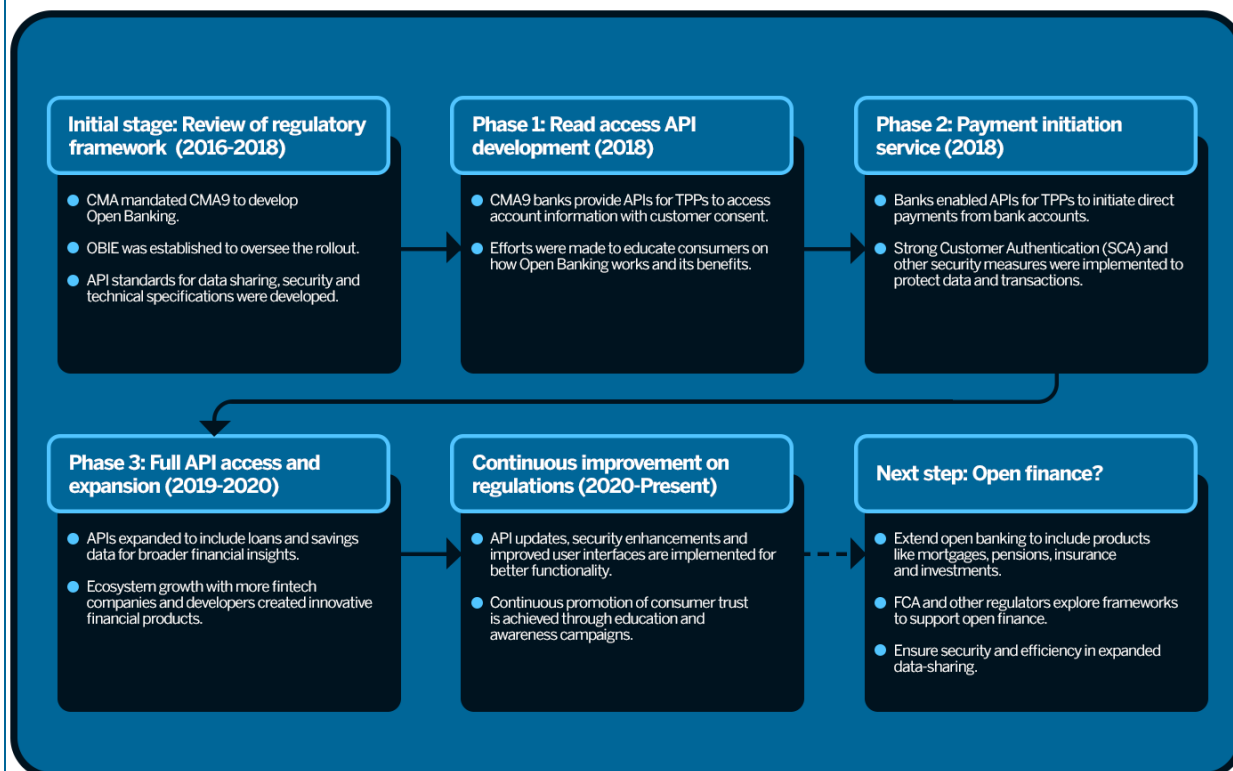 Initial stage: Review of regulatory
framework (2016-2018)
CMA mandated CMA9 to develop
Open Banking.
OBIE was established to oversee the rollout.
API standards for data sharing, security and
technical specifications were developed.
Phase 1: Read access API
development (2018)
CMA9 banks provide APIs for TPPs to access
account information with customer consent.
Efforts were made to educate consumers on
how Open Banking works and its benefits.
Phase 2: Payment initiation
service (2018)
Banks enabled APIs for TPPs to initiate direct
payments from bank accounts.
Strong Customer Authentication (SCA) and
other security measures were implemented to
protect data and transactions.
Phase 3: Full API access and
expansion (2019-2020)
APIs expanded to include loans and savings
data for broader financial insights.
Ecosystem growth with more fintech
companies and developers created innovative
financial products.
Continuous improvement on
regulations (2020-Present)
API updates, security enhancements and
improved user interfaces are implemented for
better functionality.
Continuous promotion of consumer trust
is achieved through education and
awareness campaigns.
Next step: Open finance?
Extend open banking to include products
like mortgages, pensions, insurance
and investments.
FCA and other regulators explore frameworks
to support open finance.
Ensure security and efficiency in expanded
data-sharing.